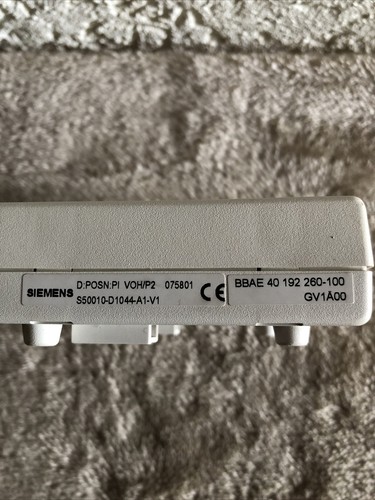 SIEMENS
D:POSN:PI VOH/P2 075801
S50010-D1044-A1-V1
CE
BBAE 40 192 260-100
GV1A00